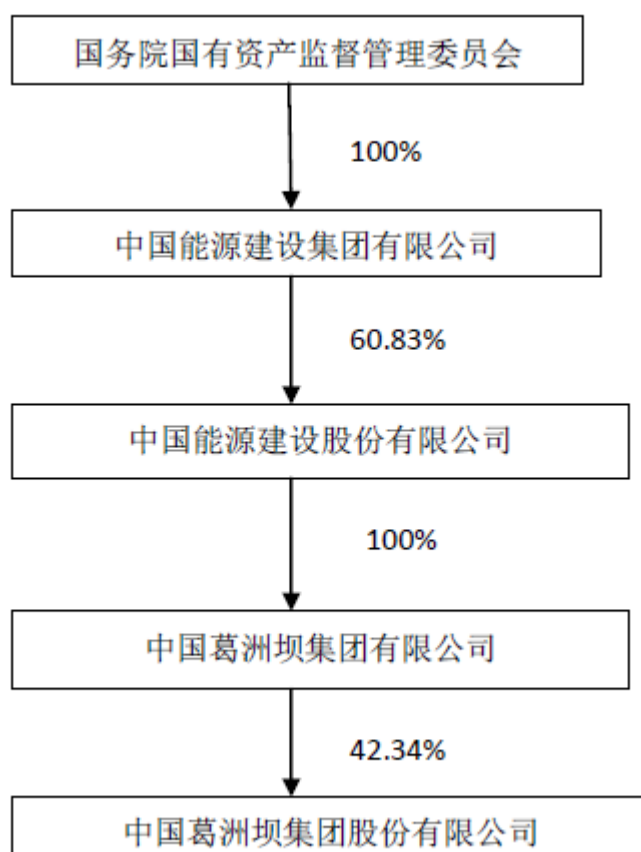 国务院国有资产监督管理委员会
100%
中国能源建设集团有限公司
60.83%
中国能源建设股份有限公司
100%
中国葛洲坝集团有限公司
42.34%
中国葛洲坝集团股份有限公司